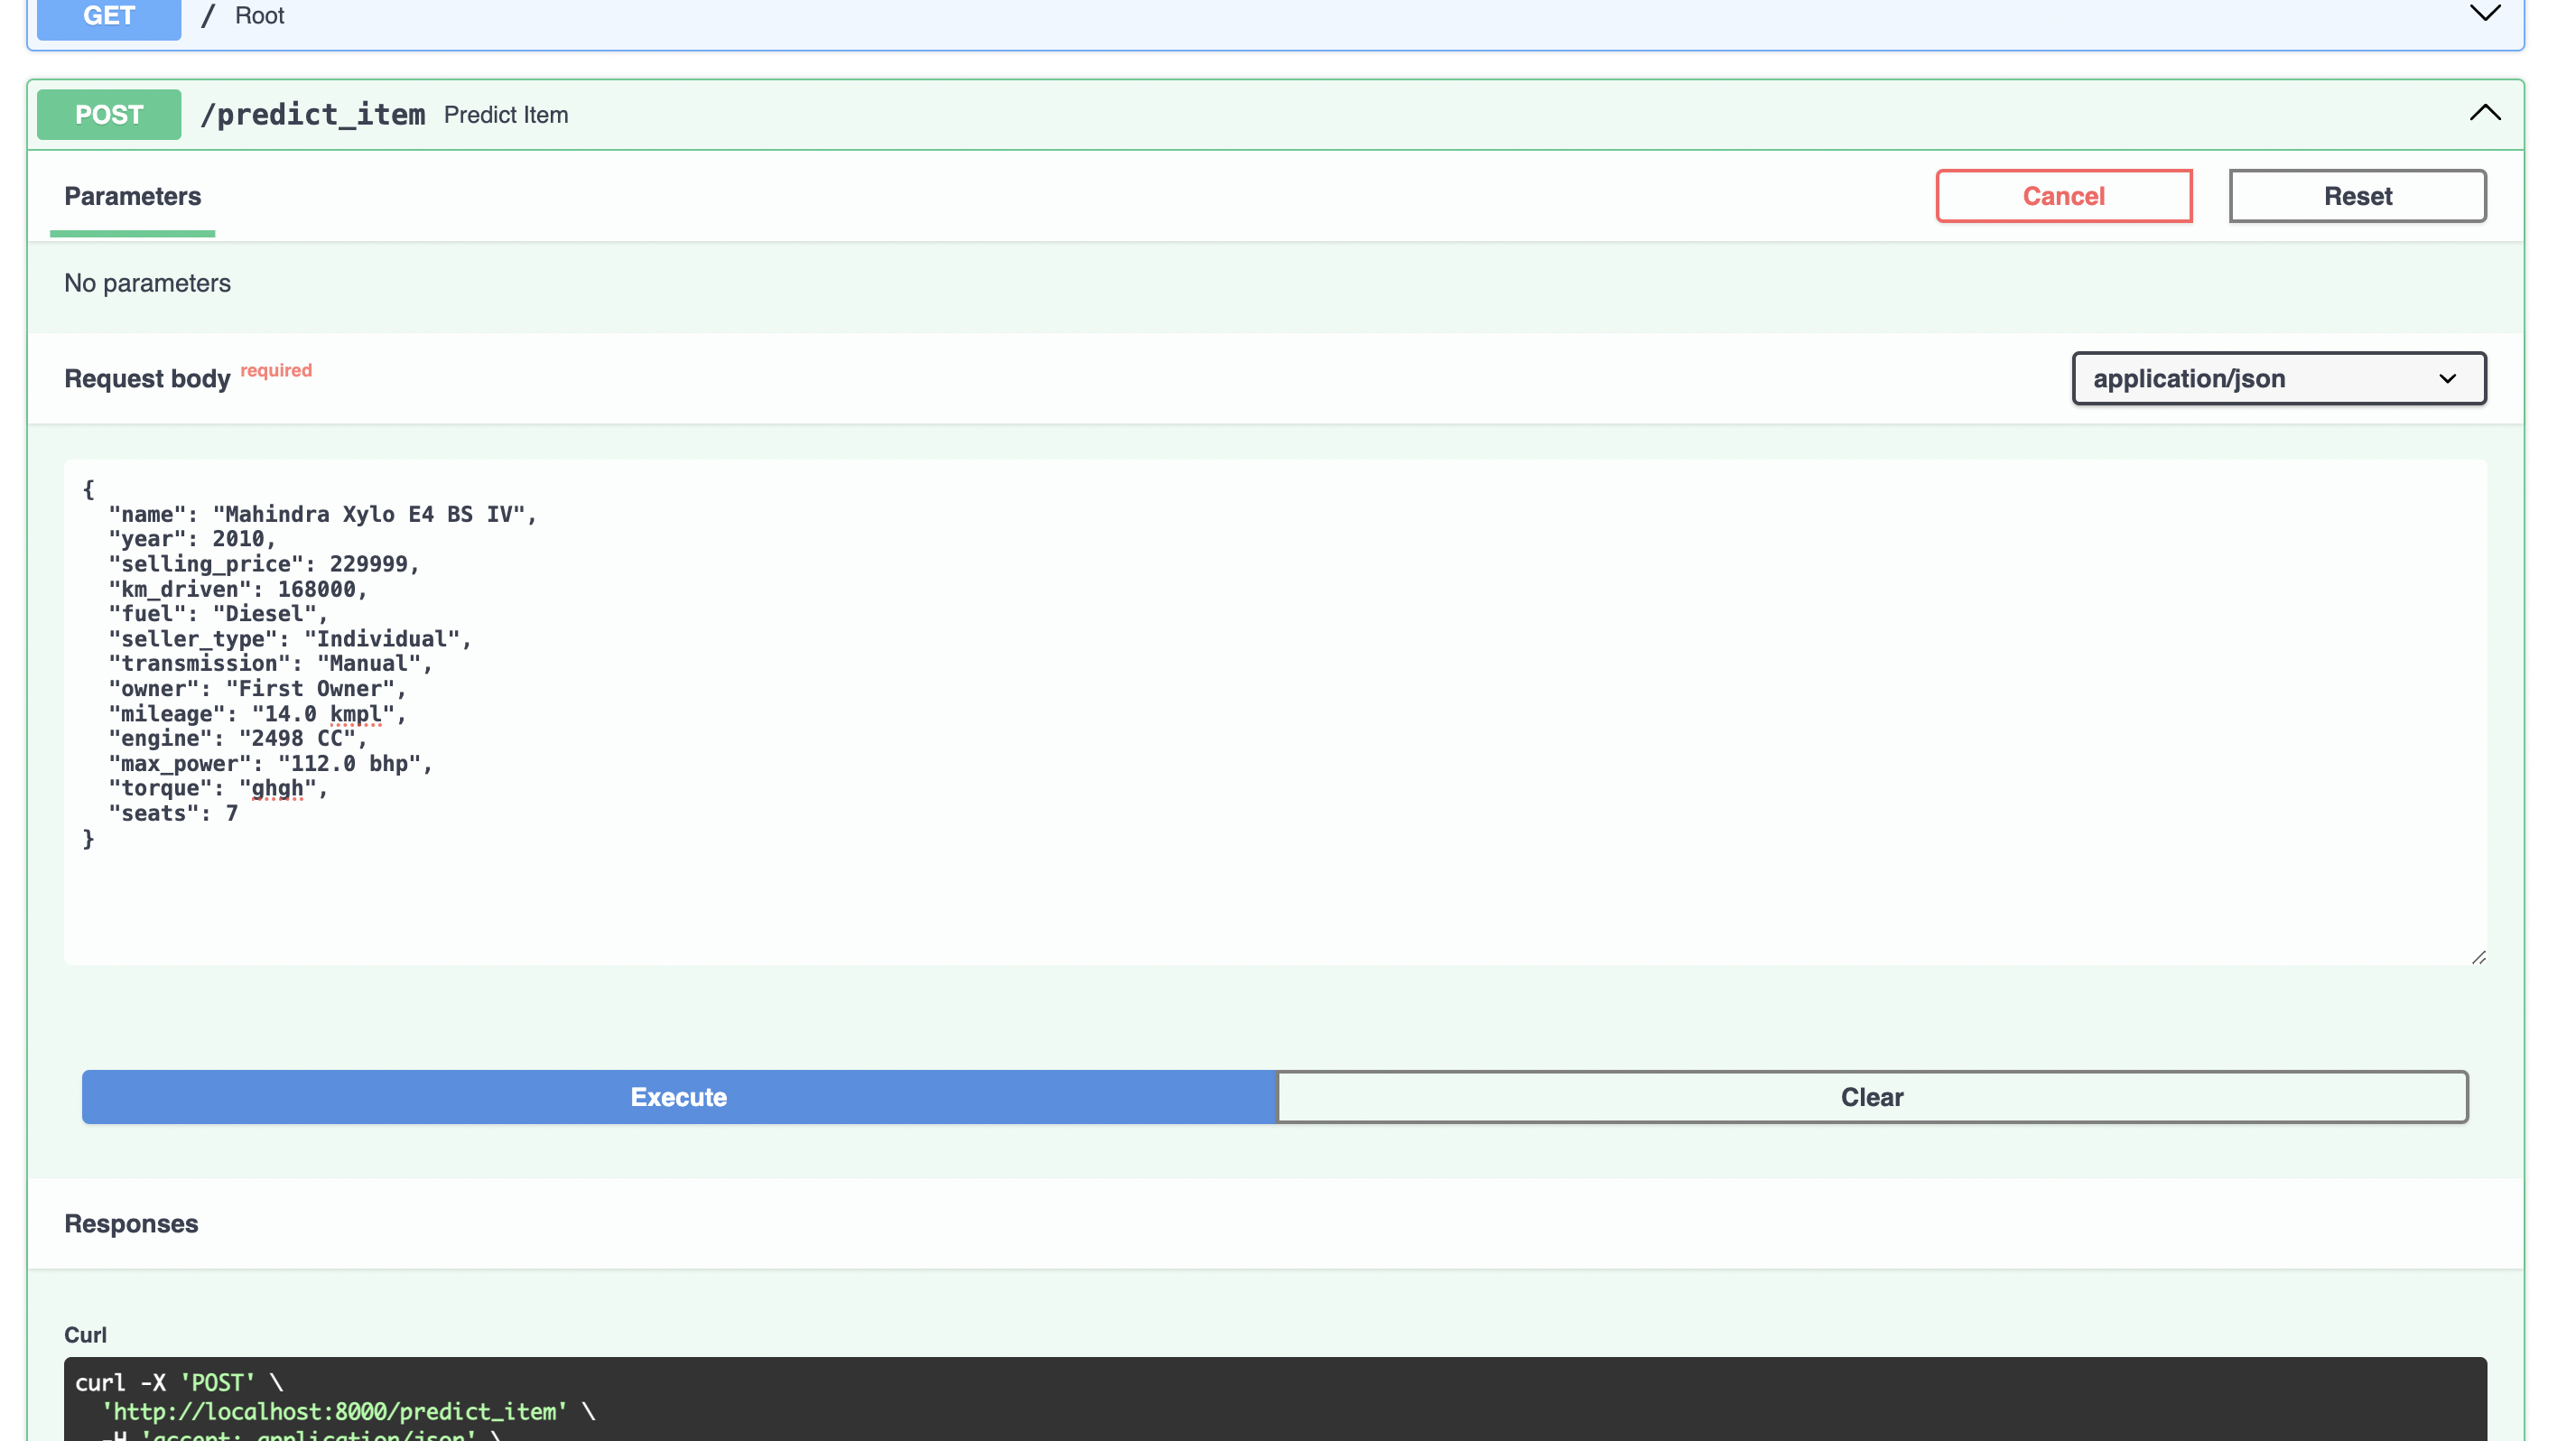 GET / Root
POST /predict_item Predict Item
Parameters
Cancel
Reset
No parameters
Request body required
application/json
{
  "name": "Mahindra Xylo E4 BS IV",
  "year": 2010,
  "selling_price": 229999,
  "km_driven": 168000,
  "fuel": "Diesel",
  "seller_type": "Individual",
  "transmission": "Manual",
  "owner": "First Owner",
  "mileage": "14.0 kmpl",
  "engine": "2498 CC",
  "max_power": "112.0 bhp",
  "torque": "ghgh",
  "seats": 7
}
Execute
Clear
Responses
Curl
curl -X 'POST' \
  'http://localhost:8000/predict_item' \
  -H 'accept: application/json' \